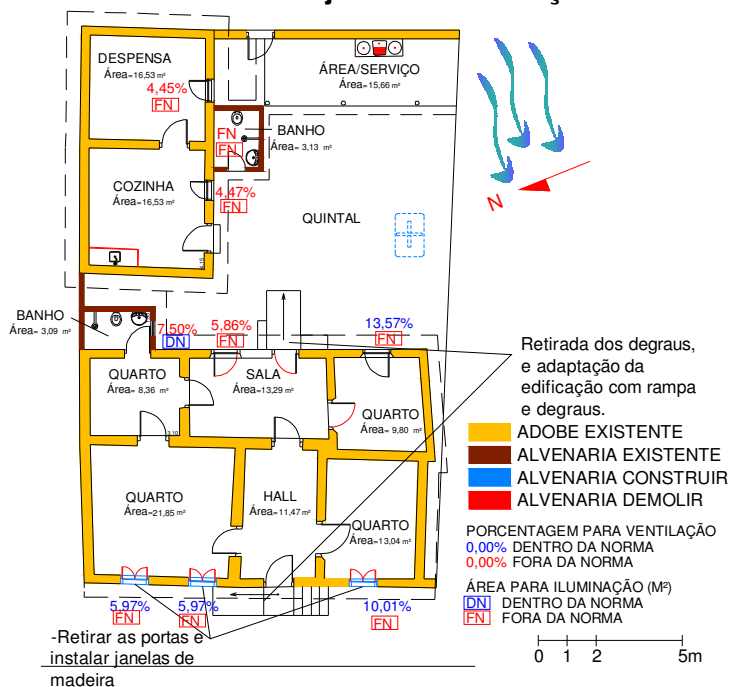 DESPENSA
Área=16,53 m²
4,45%
FN
ÁREA/SERVIÇO
Área=15,66 m²
FN
FN
BANHO
Área= 3,13 m²
COZINHA
Área=16,53 m²
4,47%
FN
QUINTAL
N
BANHO
Área= 3,09 m²
7,50%
DN
5,86%
FN
13,57%
FN
QUARTO
Área= 8,36 m²
SALA
Área=13,29 m²
QUARTO
Área= 9,80 m²
QUARTO
Área=21,85 m²
HALL
Área=11,47 m²
QUARTO
Área=13,04 m²
5,97%
FN
5,97%
FN
10,01%
FN
-Retirar as portas e
instalar janelas de
madeira
Retirada dos degraus,
e adaptação da
edificação com rampa
e degraus.
ADOBE EXISTENTE
ALVENARIA EXISTENTE
ALVENARIA CONSTRUIR
ALVENARIA DEMOLIR
PORCENTAGEM PARA VENTILAÇÃO
0,00% DENTRO DA NORMA
0,00% FORA DA NORMA
ÁREA PARA ILUMINAÇÃO (M²)
DN DENTRO DA NORMA
FN FORA DA NORMA
0 1 2 5m